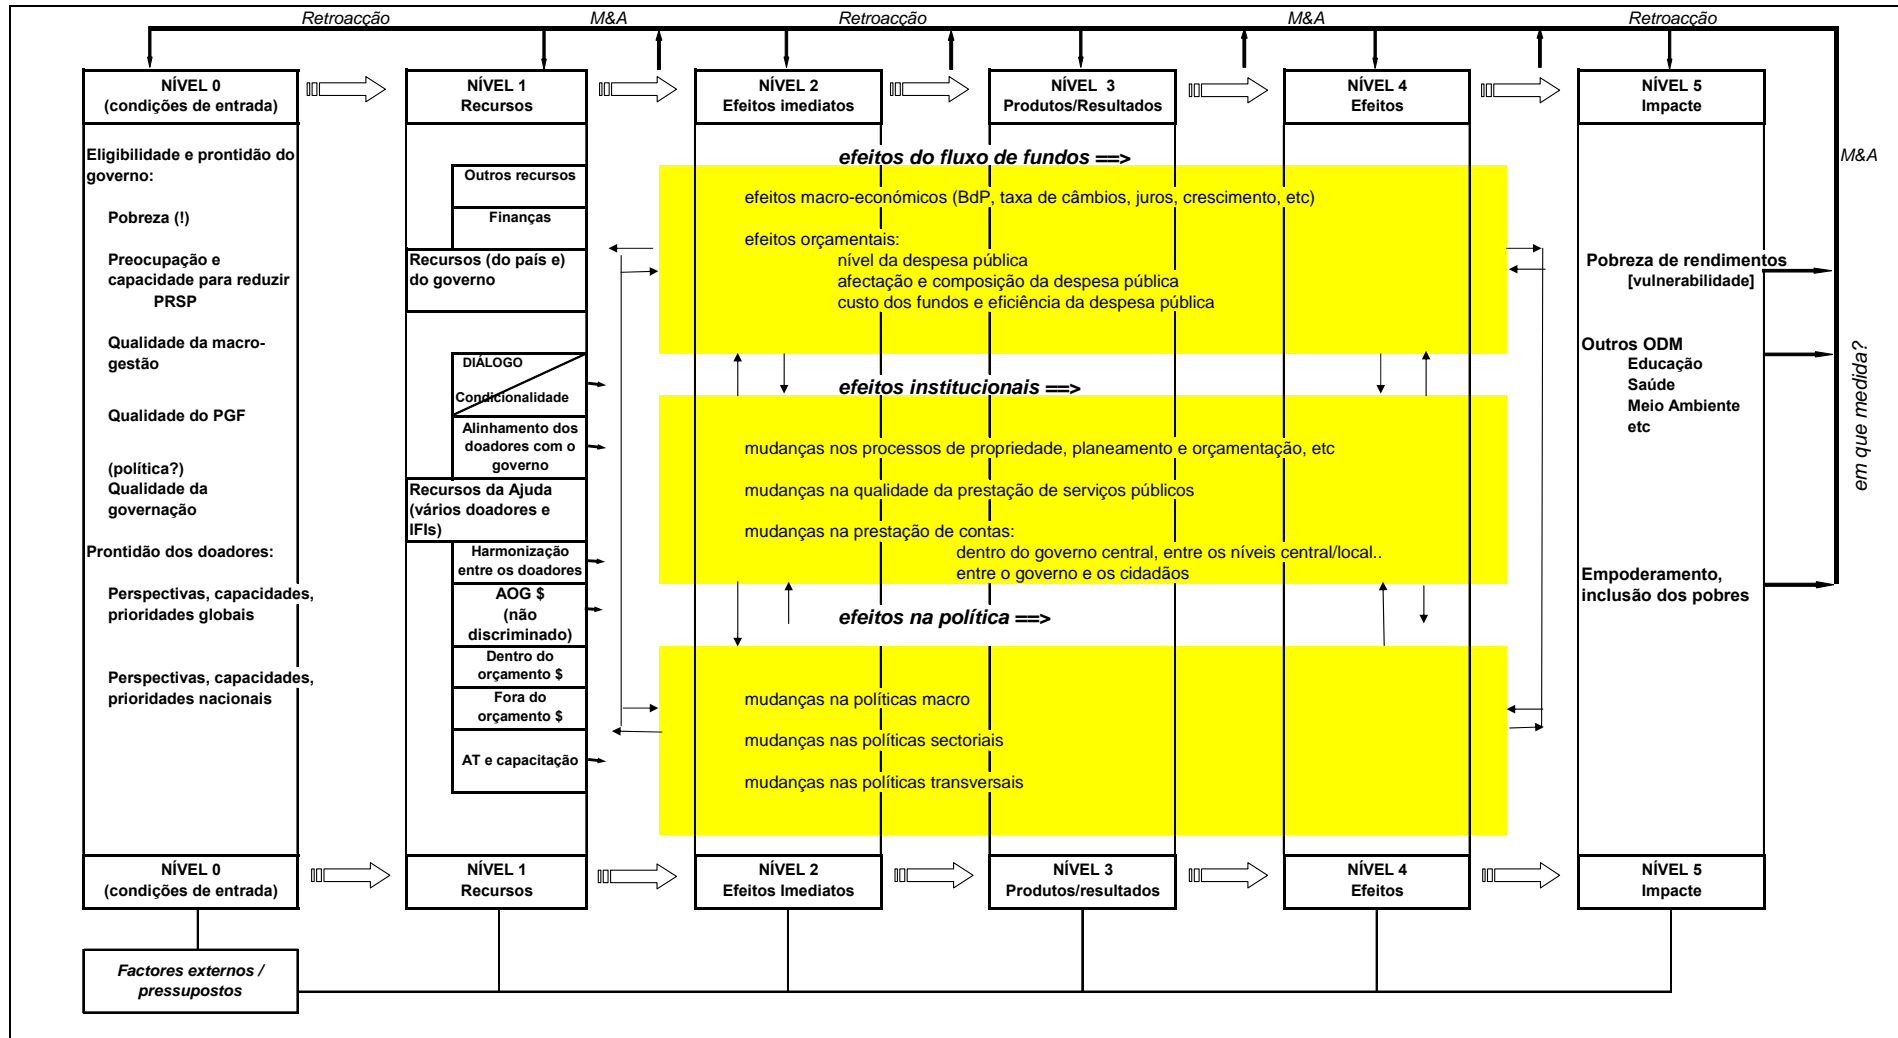 Retroacção
M&A
Retroacção
M&A
Retroacção
NÍVEL 0
(condições de entrada)
NÍVEL 1
Recursos
NÍVEL 2
Efeitos imediatos
NÍVEL 3
Produtos/Resultados
NÍVEL 4
Efeitos
NÍVEL 5
Impacte
Eligibilidade e prontidão do
governo:
Pobreza (!)
Preocupação e
capacidade para reduzir
PRSP
Qualidade da macro-
gestão
Qualidade do PGF
(política?)
Qualidade da
governação
Prontidão dos doadores:
Perspectivas, capacidades,
prioridades globais
Perspectivas, capacidades,
prioridades nacionais
Outros recursos
Finanças
Recursos (do país e)
do governo
DIÁLOGO
Condicionalidade
Alinhamento dos
doadores com o
governo
Recursos da Ajuda
(vários doadores e
IFIs)
Harmonização
entre os doadores
AOG $
(não
discriminado)
Dentro do
orçamento $
Fora do
orçamento $
AT e capacitação
efeitos do fluxo de fundos ==>
efeitos macro-económicos (BdP, taxa de câmbios, juros, crescimento, etc)
efeitos orçamentais:
nível da despesa pública
afectação e composição da despesa pública
custo dos fundos e eficiência da despesa pública
efeitos institucionais ==>
mudanças nos processos de propriedade, planeamento e orçamentação, etc
mudanças na qualidade da prestação de serviços públicos
mudanças na prestação de contas:
dentro do governo central, entre os níveis central/local..
entre o governo e os cidadãos
efeitos na política ==>
mudanças na políticas macro
mudanças nas políticas sectoriais
mudanças nas políticas transversais
Pobreza de rendimentos
[vulnerabilidade]
Outros ODM
Educação
Saúde
Meio Ambiente
etc
Empoderamento,
inclusão dos pobres
M&A
em que medida?
NÍVEL 0
(condições de entrada)
NÍVEL 1
Recursos
NÍVEL 2
Efeitos Imediatos
NÍVEL 3
Produtos/resultados
NÍVEL 4
Efeitos
NÍVEL 5
Impacte
Factores externos /
pressupostos